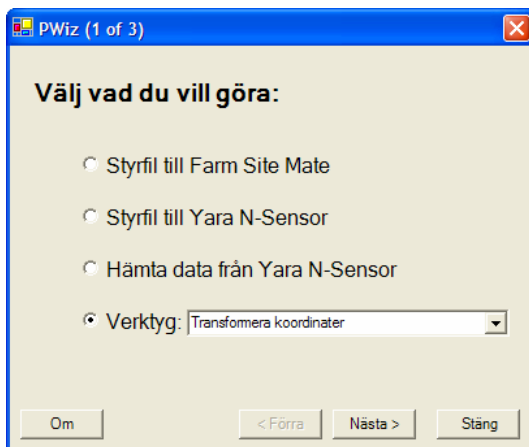 PWiz (1 of 3)
Välj vad du vill göra:
Styrfil till Farm Site Mate
Styrfil till Yara N-Sensor
Hämta data från Yara N-Sensor
Verktyg: Transformera koordinater
Om < Förra Nästa > Stäng